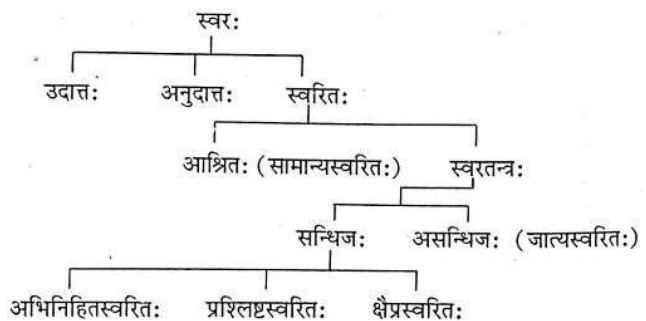 स्वरः
उदात्तः अनुदात्तः स्वरितः
आश्रितः (सामान्यस्वरितः) स्वरतन्त्रः
सन्धिजः असन्धिजः (जात्यस्वरितः)
अभिनिहितस्वरितः प्रश्लिष्टस्वरितः क्षैप्रस्वरितः